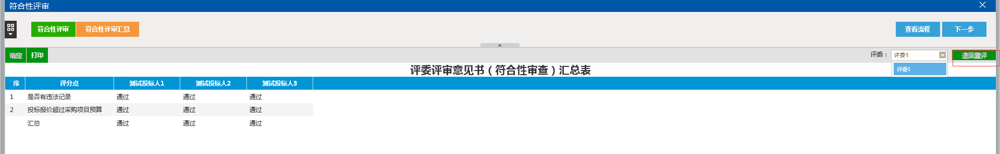 符合性评审
符合性评审 符合性评审汇总 查看流程 下一步
确定 打印 评委： 评委1 退回重评
评委1
评委评审意见书（符合性审查）汇总表
序 评分点 测试投标人1 测试投标人2 测试投标人3
1 是否有违法记录 通过 通过 通过
2 投标报价超过采购项目预算 通过 通过 通过
汇总 通过 通过 通过